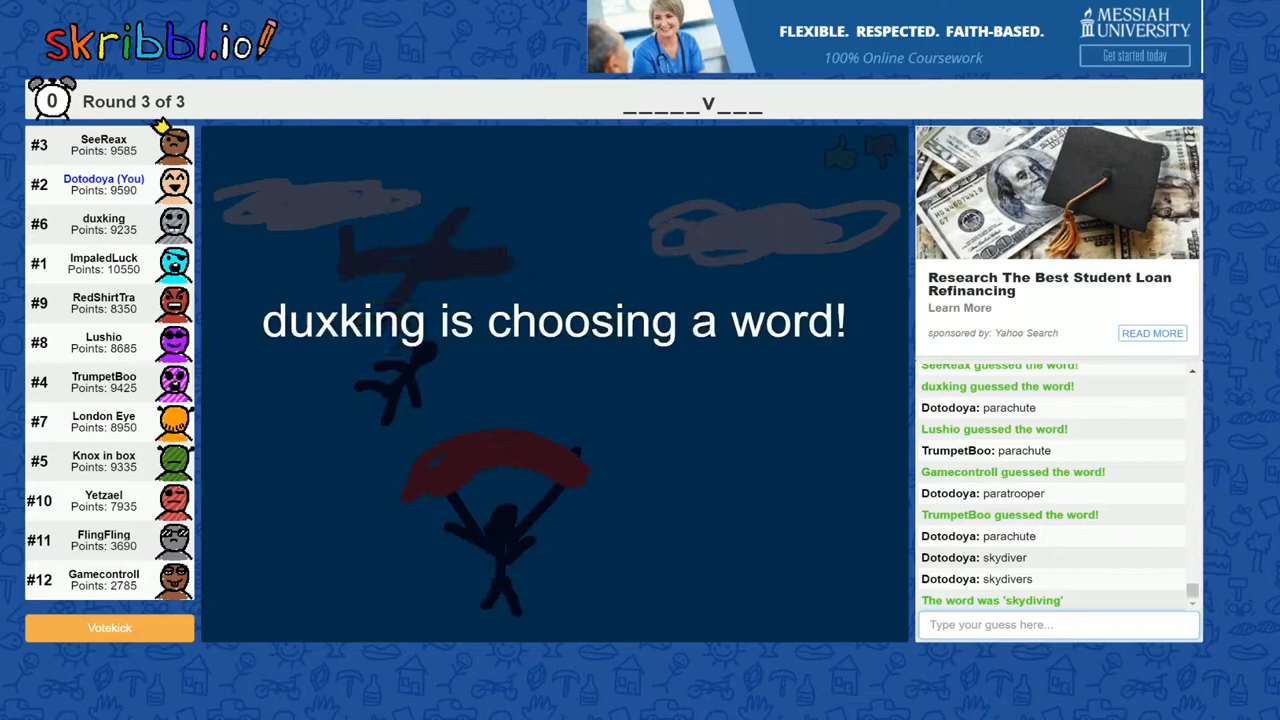 skribbl.io
FLEXIBLE. RESPECTED. FAITH-BASED.
100% Online Coursework
MESSIAH
UNIVERSITY
Get started today
0
Round 3 of 3
_____v___
#3 SeeReax
Points: 9585
#2 Dotodoya (You)
Points: 9590
#6 duxking
Points: 9235
#1 ImpaledLuck
Points: 10550
#9 RedShirtTra
Points: 8350
#8 Lushio
Points: 8685
#4 TrumpetBoo
Points: 9425
#7 London Eye
Points: 8950
#5 Knox in box
Points: 9335
#10 Yetzael
Points: 7935
#11 FlingFling
Points: 3690
#12 Gamecontroll
Points: 2785
Votekick
duxking is choosing a word!
Research The Best Student Loan
Refinancing
Learn More
sponsored by: Yahoo Search
READ MORE
SeeReax guessed the word!
duxking guessed the word!
Dotodoya: parachute
Lushio guessed the word!
TrumpetBoo: parachute
Gamecontroll guessed the word!
Dotodoya: paratrooper
TrumpetBoo guessed the word!
Dotodoya: parachute
Dotodoya: skydiver
Dotodoya: skydivers
The word was 'skydiving'
Type your guess here...